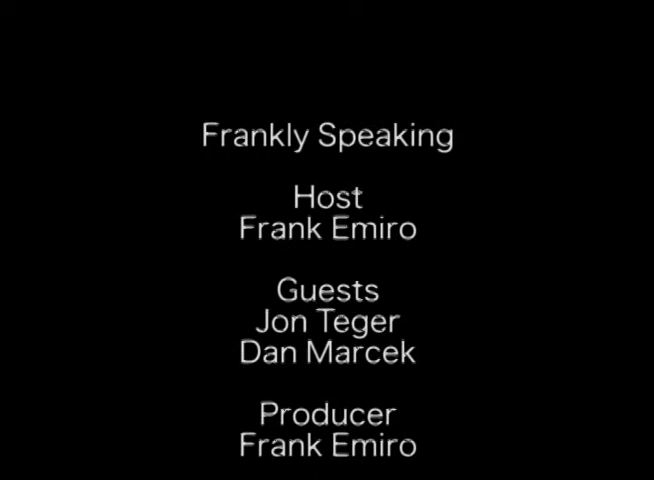 Frankly Speaking
Host
Frank Emiro
Guests
Jon Teger
Dan Marcek
Producer
Frank Emiro